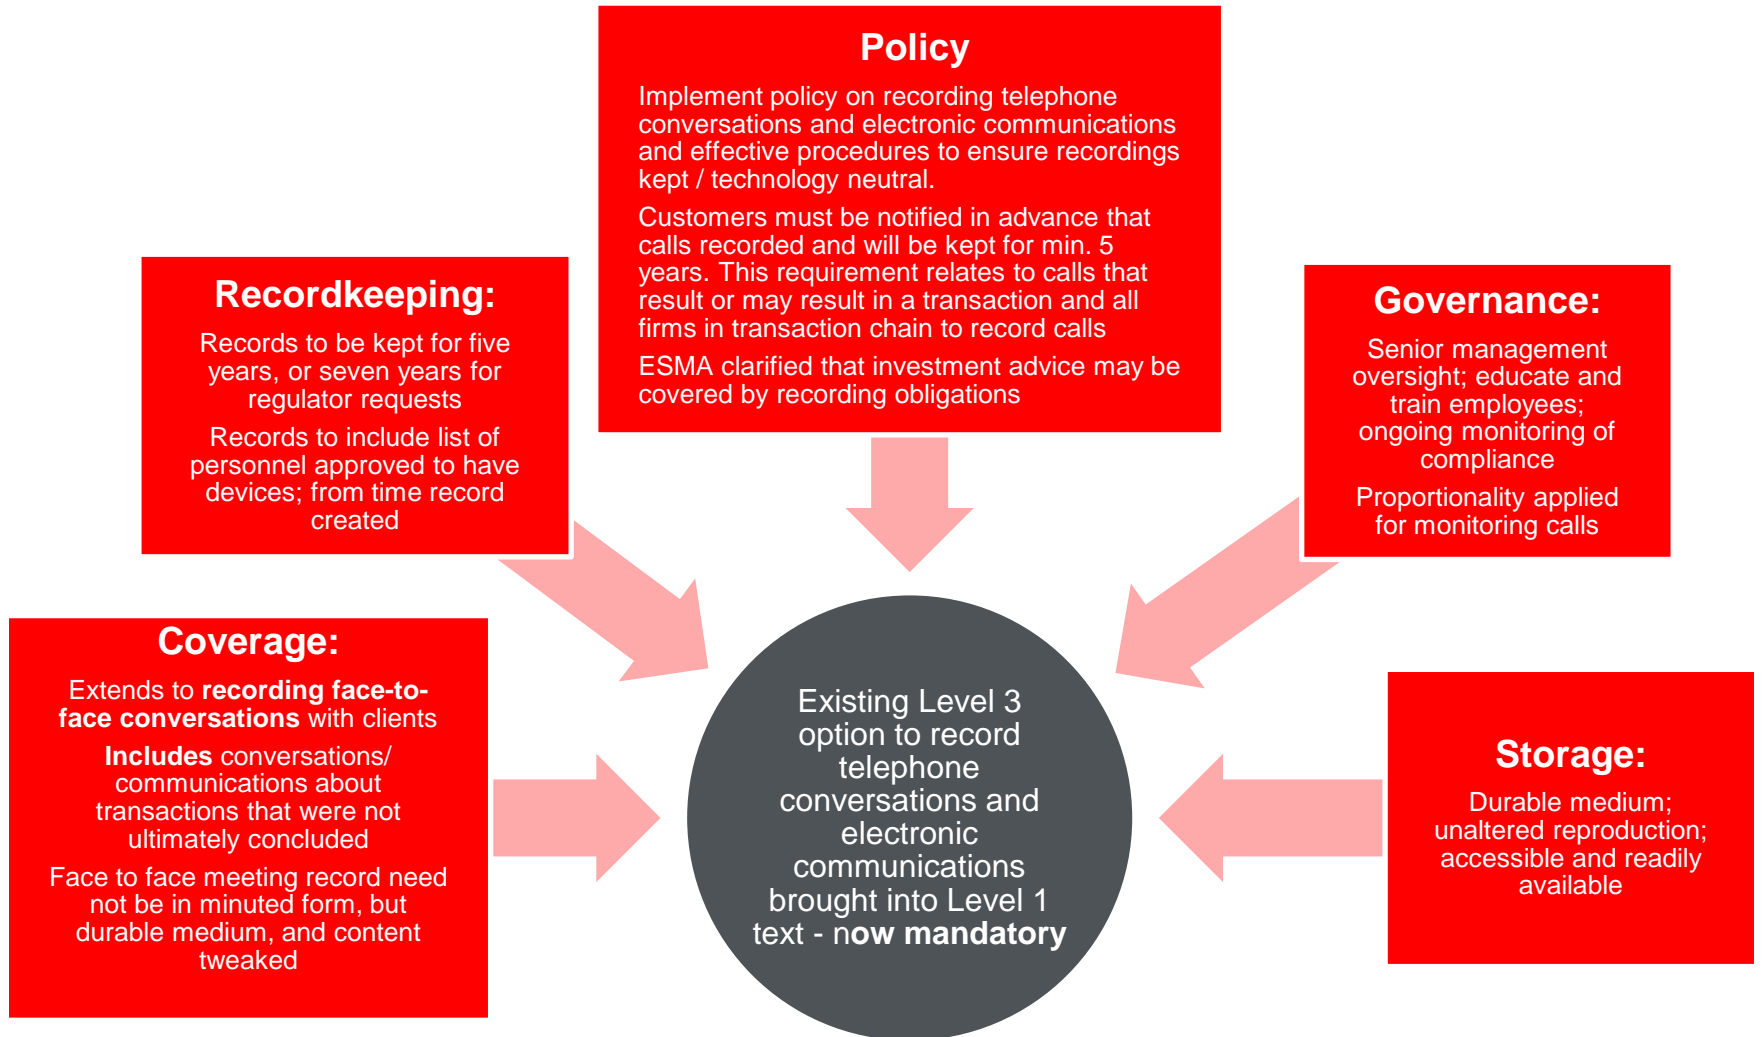 Policy
Implement policy on recording telephone
conversations and electronic communications
and effective procedures to ensure recordings
kept / technology neutral.
Customers must be notified in advance that
calls recorded and will be kept for min. 5
years. This requirement relates to calls that
result or may result in a transaction and all
firms in transaction chain to record calls
ESMA clarified that investment advice may be
covered by recording obligations
Recordkeeping:
Records to be kept for five
years, or seven years for
regulator requests
Records to include list of
personnel approved to have
devices; from time record
created
Governance:
Senior management
oversight; educate and
train employees;
ongoing monitoring of
compliance
Proportionality applied
for monitoring calls
Coverage:
Extends to recording face-to-
face conversations with clients
Includes conversations/
communications about
transactions that were not
ultimately concluded
Face to face meeting record need
not be in minuted form, but
durable medium, and content
tweaked
Existing Level 3
option to record
telephone
conversations and
electronic
communications
brought into Level 1
text - now mandatory
Storage:
Durable medium;
unaltered reproduction;
accessible and readily
available